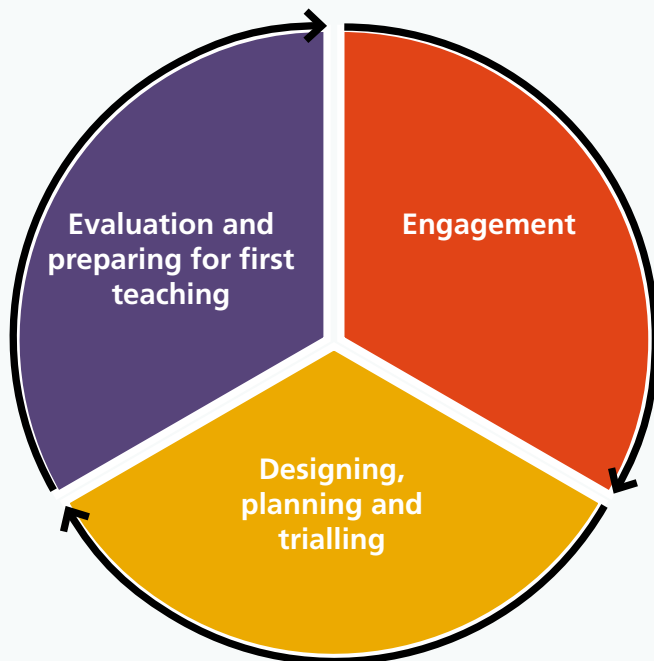 Evaluation and
preparing for first
teaching
Engagement
Designing,
planning and
trialling